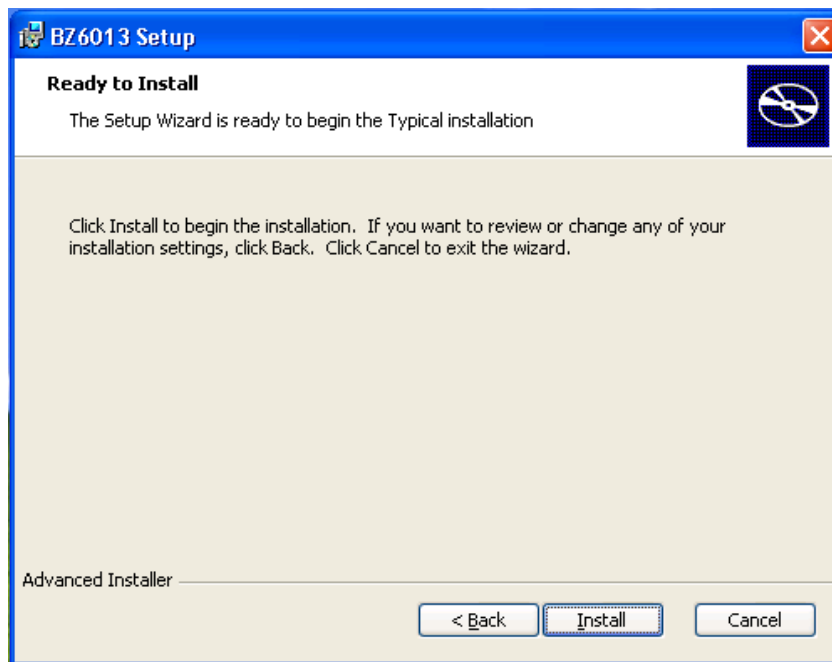 BZ6013 Setup
Ready to Install
The Setup Wizard is ready to begin the Typical installation
Click Install to begin the installation.  If you want to review or change any of your
installation settings, click Back.  Click Cancel to exit the wizard.
Advanced Installer
< Back
Install
Cancel